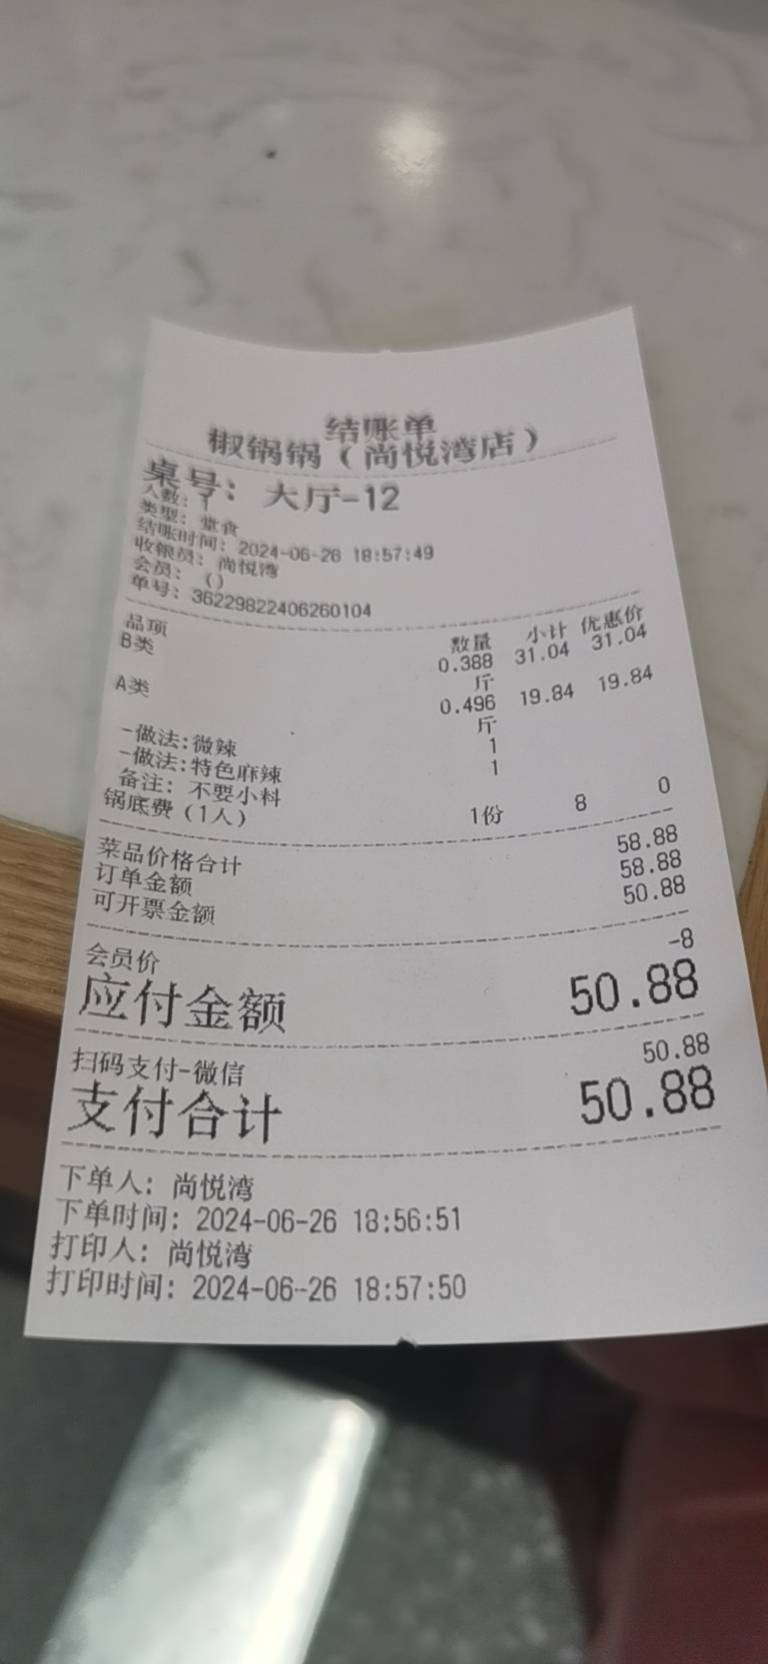 结账单
椒锅锅（尚悦湾店）
桌号：大厅-12
人数：1
类型：堂食
结账时间：2024-06-26 18:57:49
收银员：尚悦湾
会员：（）
单号：36229822406260104
品项 数量 小计 优惠价
B类 0.388 31.04 31.04
斤
A类 0.496 19.84 19.84
斤
-做法：微辣 1
-做法：特色麻辣 1
备注：不要小料
锅底费（1人） 1份 8 0
菜品价格合计 58.88
订单金额 58.88
可开票金额 50.88
会员价 -8
应付金额 50.88
扫码支付-微信 50.88
支付合计 50.88
下单人：尚悦湾
下单时间：2024-06-26 18:56:51
打印人：尚悦湾
打印时间：2024-06-26 18:57:50